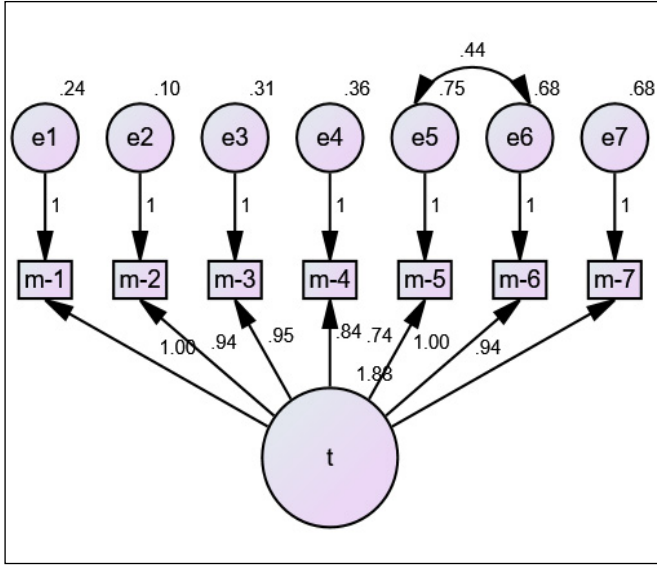 .44
.24 .10 .31 .36 .75 .68 .68
e1 e2 e3 e4 e5 e6 e7
1 1 1 1 1 1 1
m-1 m-2 m-3 m-4 m-5 m-6 m-7
1.00 .94 .95 .84 .74 1.00 .94
1.88
t